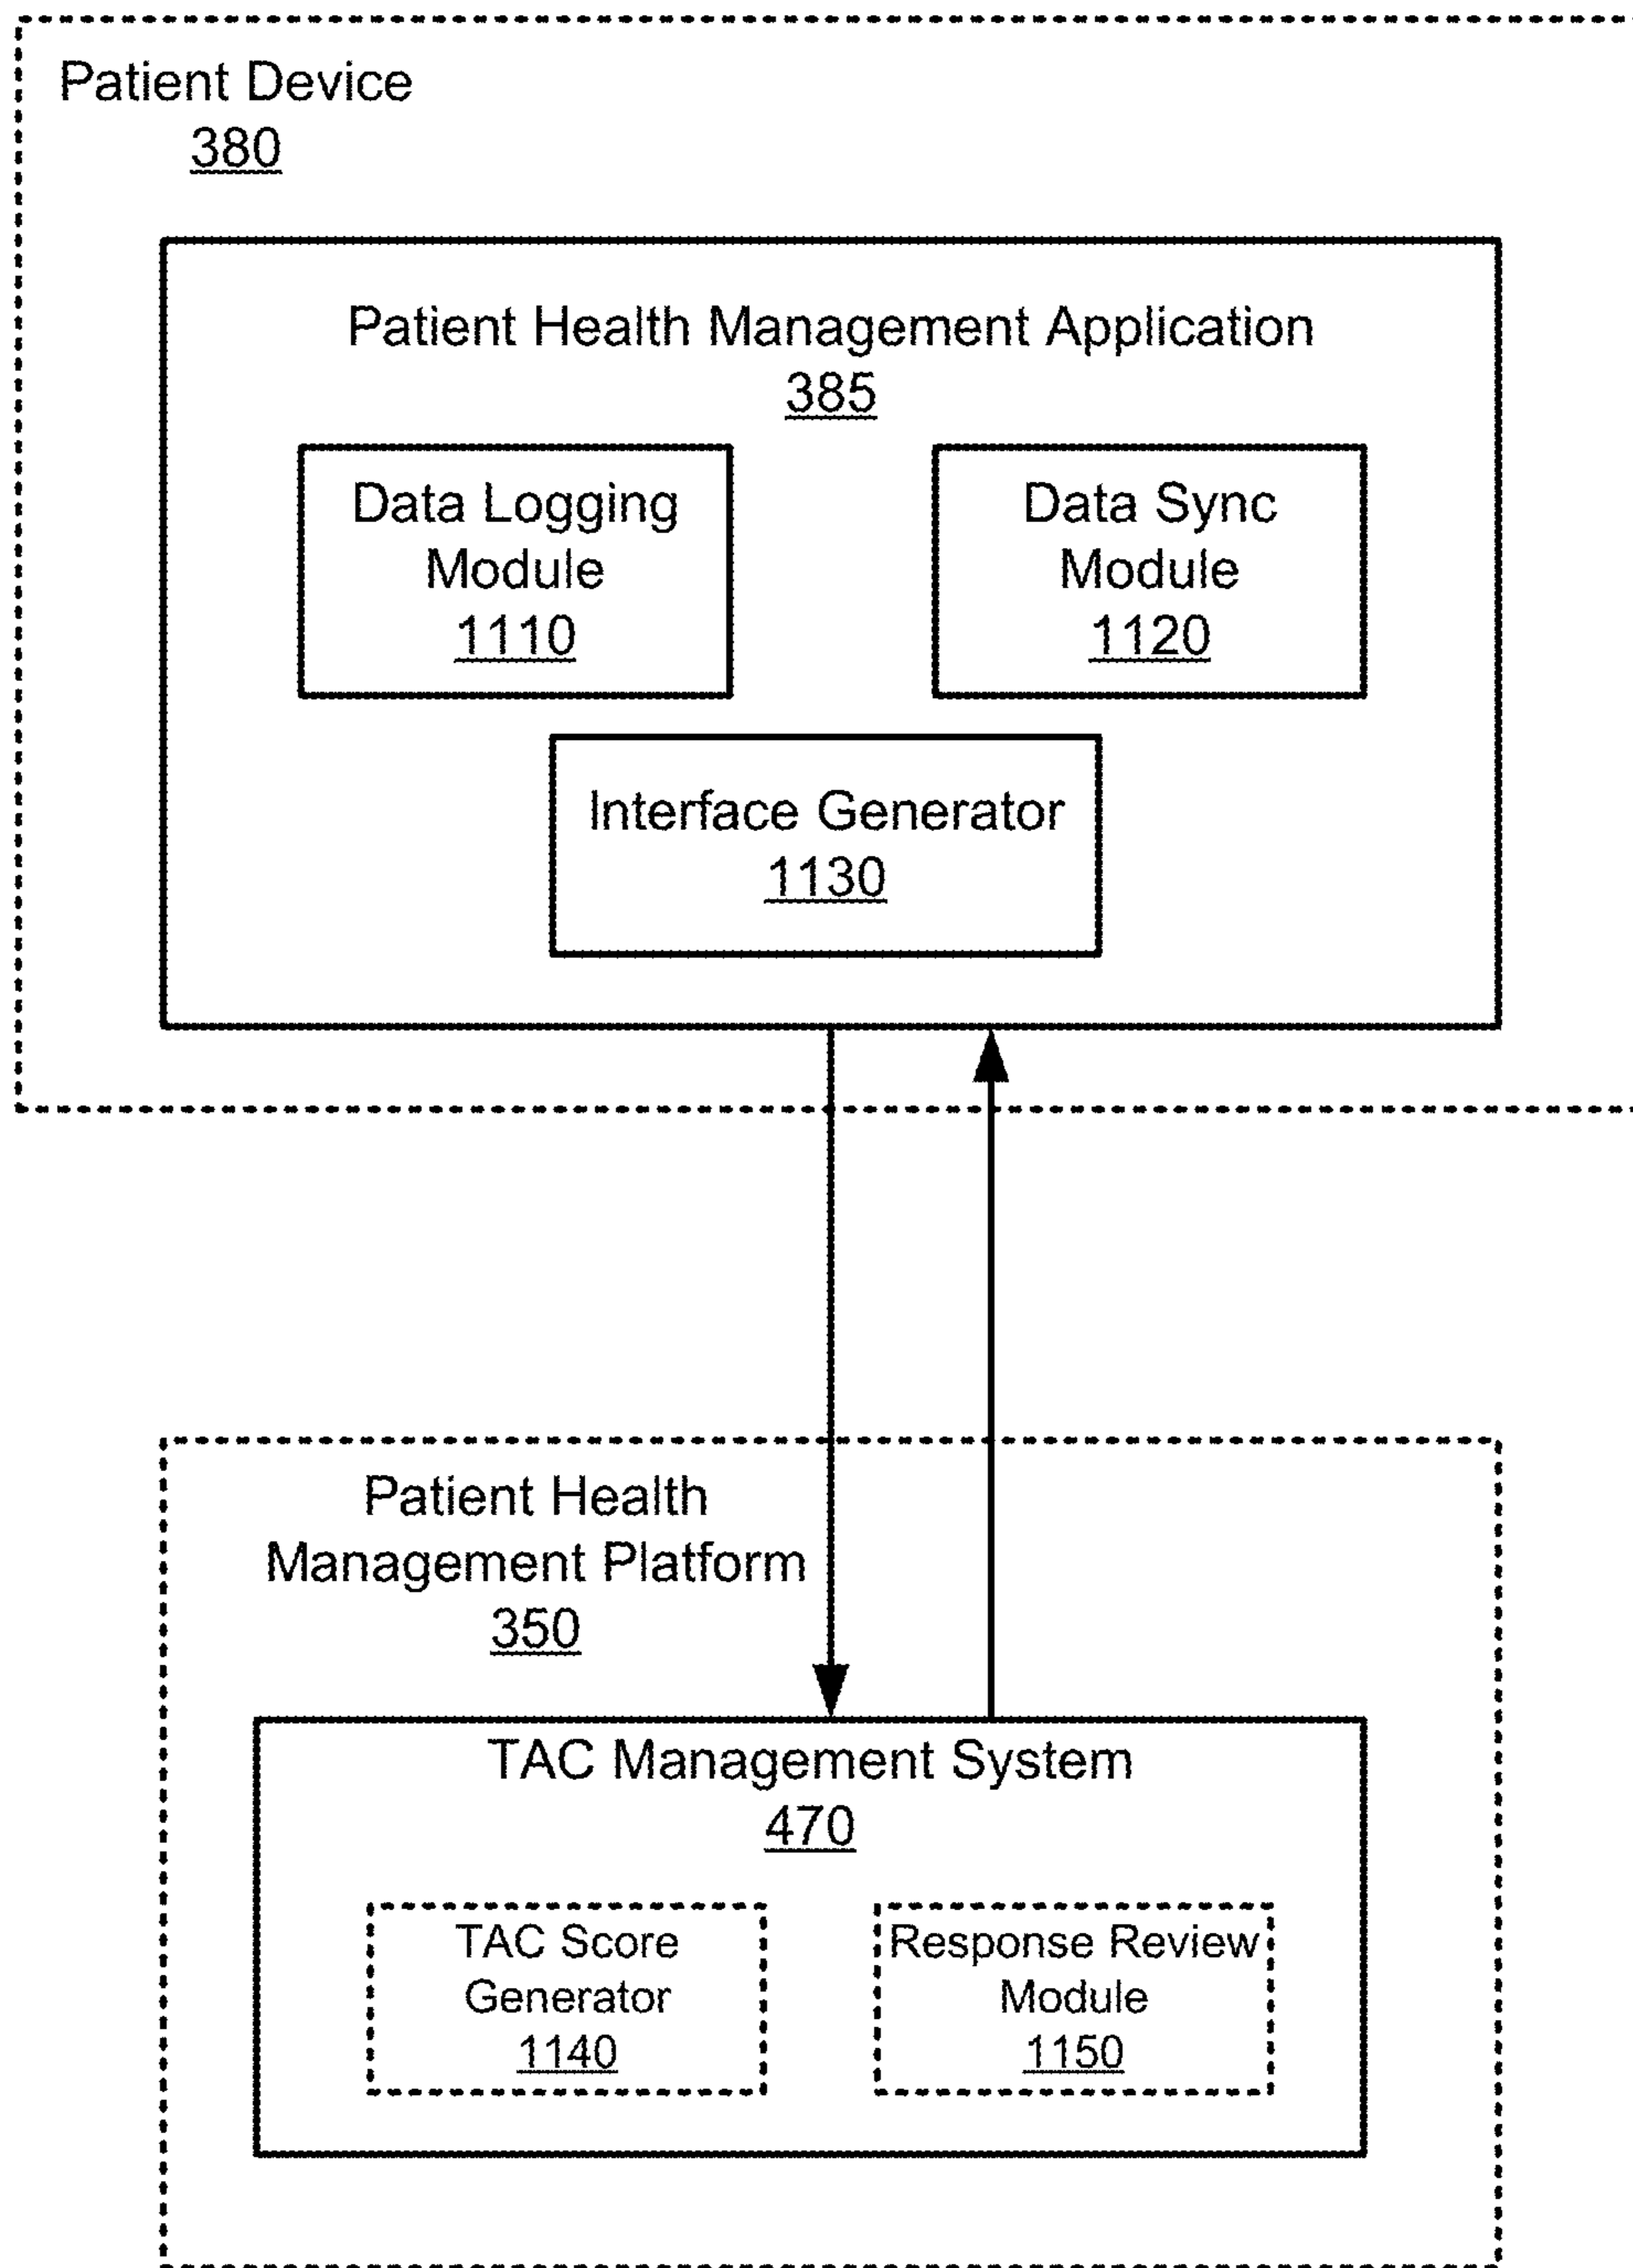 Patient Device
380
Patient Health Management Application
385
Data Logging
Module
1110
Data Sync
Module
1120
Interface Generator
1130
Patient Health
Management Platform
350
TAC Management System
470
TAC Score
Generator
1140
Response Review
Module
1150